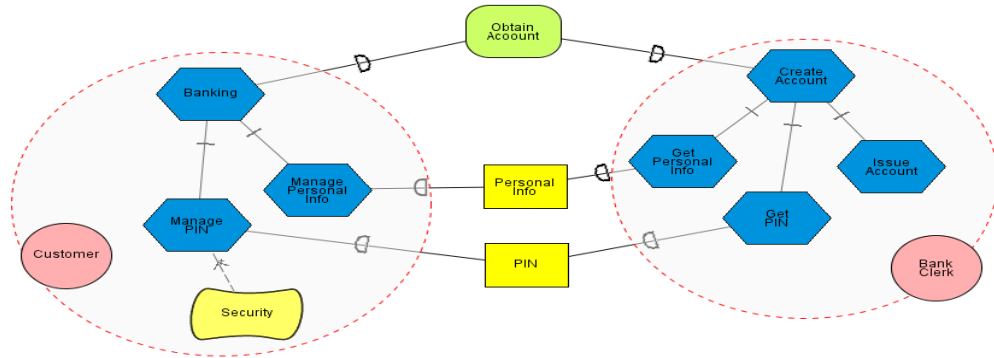 Obtain
Acount
Banking
Create
Account
Get
Personal
Info
Issue
Account
Manage
Personal
Info
Personal
Info
Manage
PIN
Get
PIN
Customer
PIN
Bank
Clerk
Security